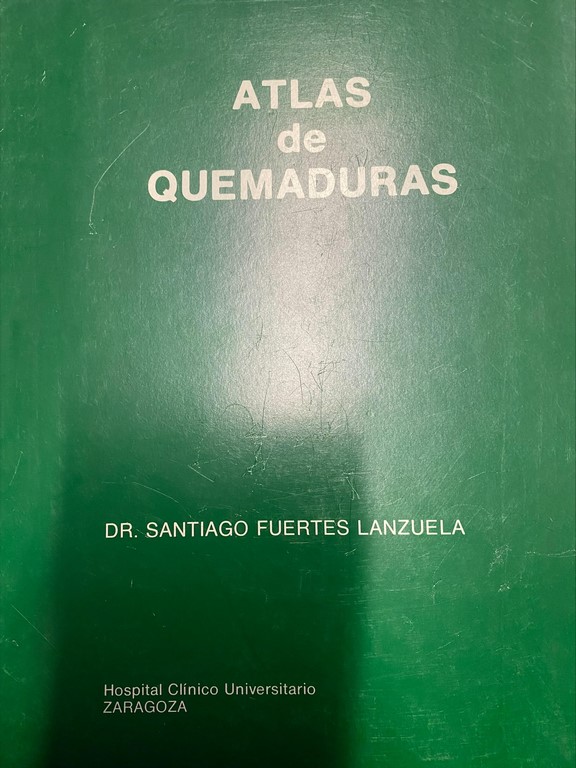 ATLAS
de
QUEMADURAS
DR. SANTIAGO FUERTES LANZUELA
Hospital Clínico Universitario
ZARAGOZA